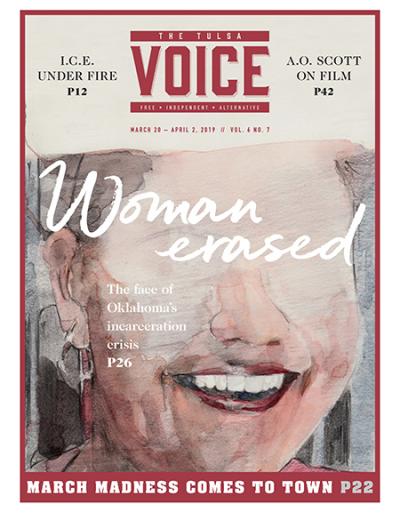 THE TULSA
VOICE
FREE • INDEPENDENT • ALTERNATIVE
MARCH 20 – APRIL 2, 2019 // VOL. 6 NO. 7
I.C.E.
UNDER FIRE
P12
A.O. SCOTT
ON FILM
P42
Woman
erased
The face of
Oklahoma's
incarceration
crisis
P26
MARCH MADNESS COMES TO TOWN P22